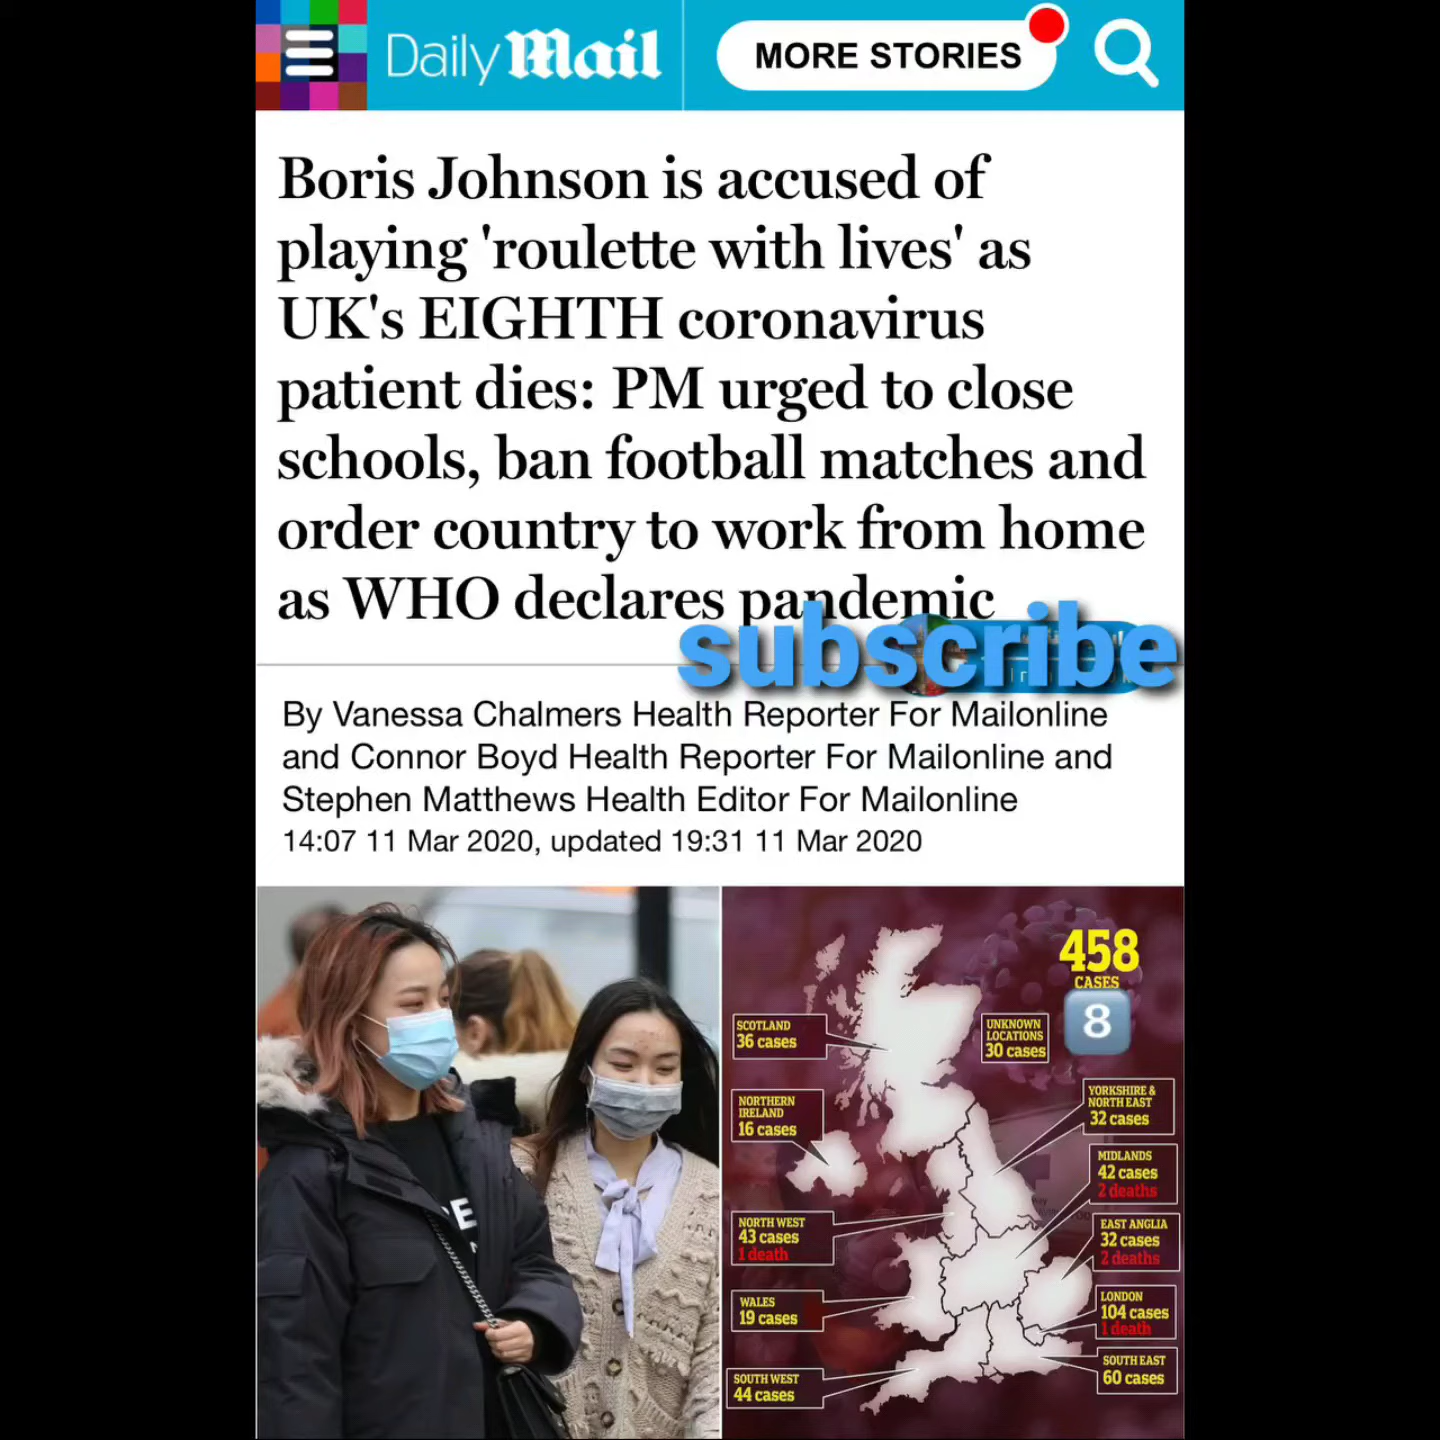 Daily Mail
MORE STORIES
Boris Johnson is accused of
playing 'roulette with lives' as
UK's EIGHTH coronavirus
patient dies: PM urged to close
schools, ban football matches and
order country to work from home
as WHO declares pandemic
subscribe
By Vanessa Chalmers Health Reporter For Mailonline
and Connor Boyd Health Reporter For Mailonline and
Stephen Matthews Health Editor For Mailonline
14:07 11 Mar 2020, updated 19:31 11 Mar 2020
458
CASES
8
SCOTLAND
36 cases
UNKNOWN
LOCATIONS
30 cases
NORTHERN
IRELAND
16 cases
YORKSHIRE &
NORTH EAST
32 cases
MIDLANDS
42 cases
2 deaths
NORTH WEST
43 cases
1 death
EAST ANGLIA
32 cases
2 deaths
WALES
19 cases
LONDON
104 cases
1 death
SOUTH EAST
60 cases
SOUTH WEST
44 cases